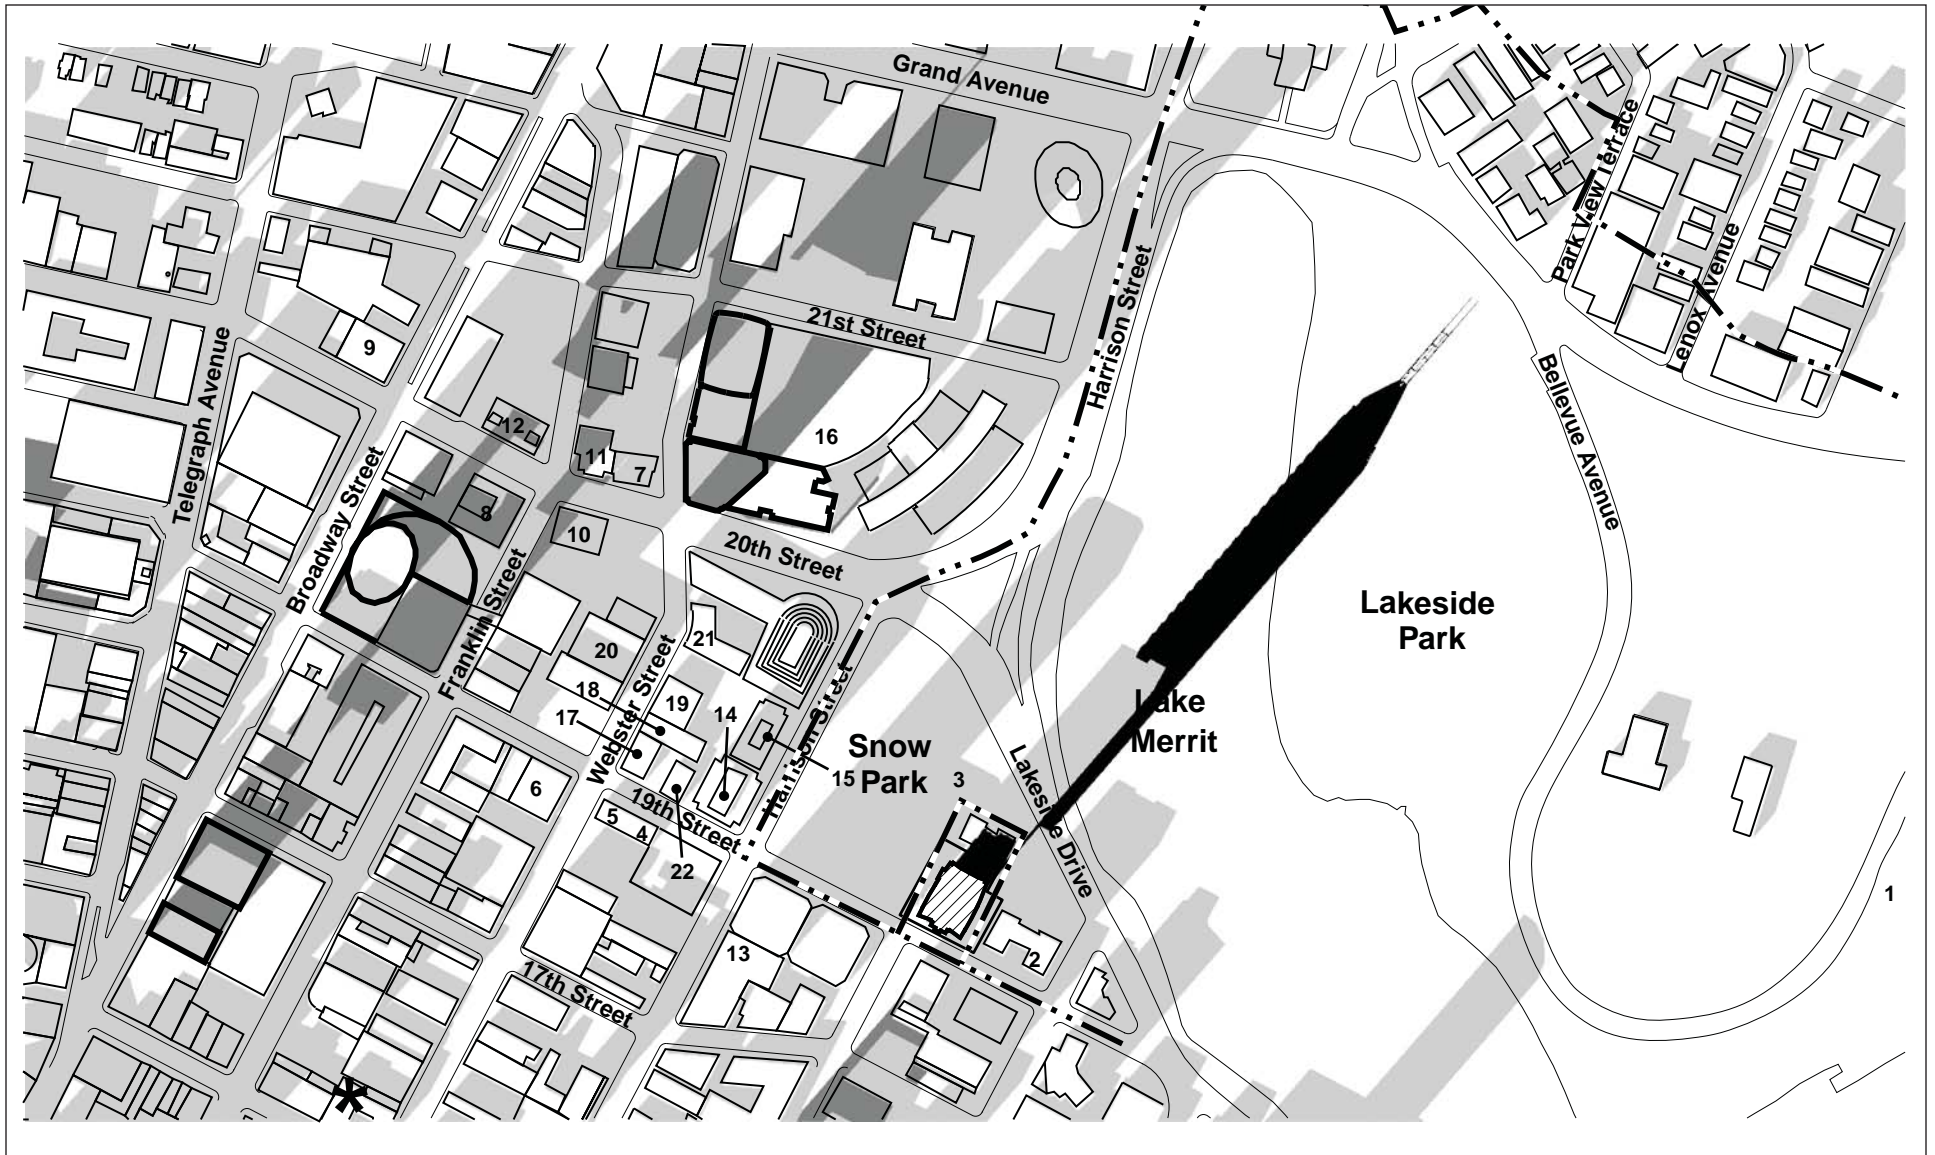 Grand Avenue
Park View Terrace
Lenox Avenue
Harrison Street
21st Street
Telegraph Avenue
9
Bellevue Avenue
12
16
11
7
Broadway Street
8
10
20th Street
Franklin Street
Lakeside
Park
21
20
Webster Street
Harrison Street
18
19
17
14
Lake
Merrit
Snow
Park
15
3
Lakeside Drive
6
19th Street
5
4
22
1
13
2
17th Street
*